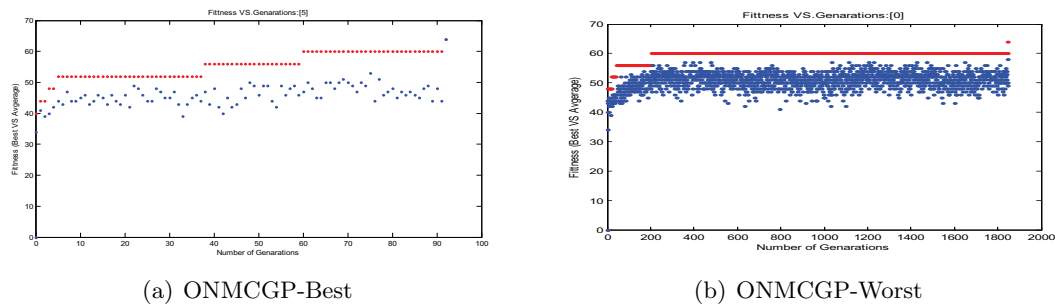 Fittness VS.Genarations:[5]
70
60
50
40
30
20
10
0
Fittness (Best VS Avgerage)
0 10 20 30 40 50 60 70 80 90 100
Number of Genarations
(a) ONMCGP-Best
Fittness VS.Genarations:[0]
70
60
50
40
30
20
10
0
Fittness (Best VS Avgerage)
0 200 400 600 800 1000 1200 1400 1600 1800 2000
Number of Genarations
(b) ONMCGP-Worst